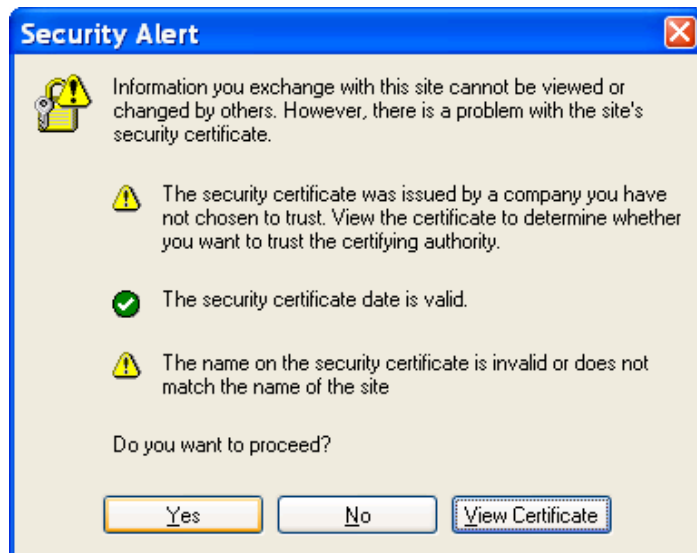 Security Alert
Information you exchange with this site cannot be viewed or
changed by others. However, there is a problem with the site's
security certificate.
The security certificate was issued by a company you have
not chosen to trust. View the certificate to determine whether
you want to trust the certifying authority.
The security certificate date is valid.
The name on the security certificate is invalid or does not
match the name of the site
Do you want to proceed?
Yes No View Certificate